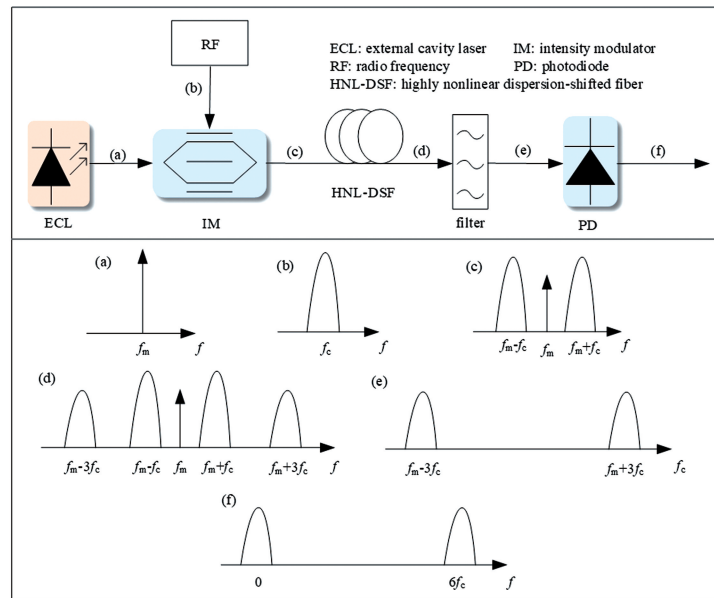 RF
ECL: external cavity laser IM: intensity modulator
RF: radio frequency PD: photodiode
HNL-DSF: highly nonlinear dispersion-shifted fiber
(b)
(a) (c) (d) (e) (f)
ECL IM HNL-DSF filter PD
(a) (b) (c)
fm f fc f fm-fc fm fm+fc f
(d) (e)
fm-3fc fm-fc fm fm+fc fm+3fc f fm-3fc fm+3fc fc
(f)
0 6fc f